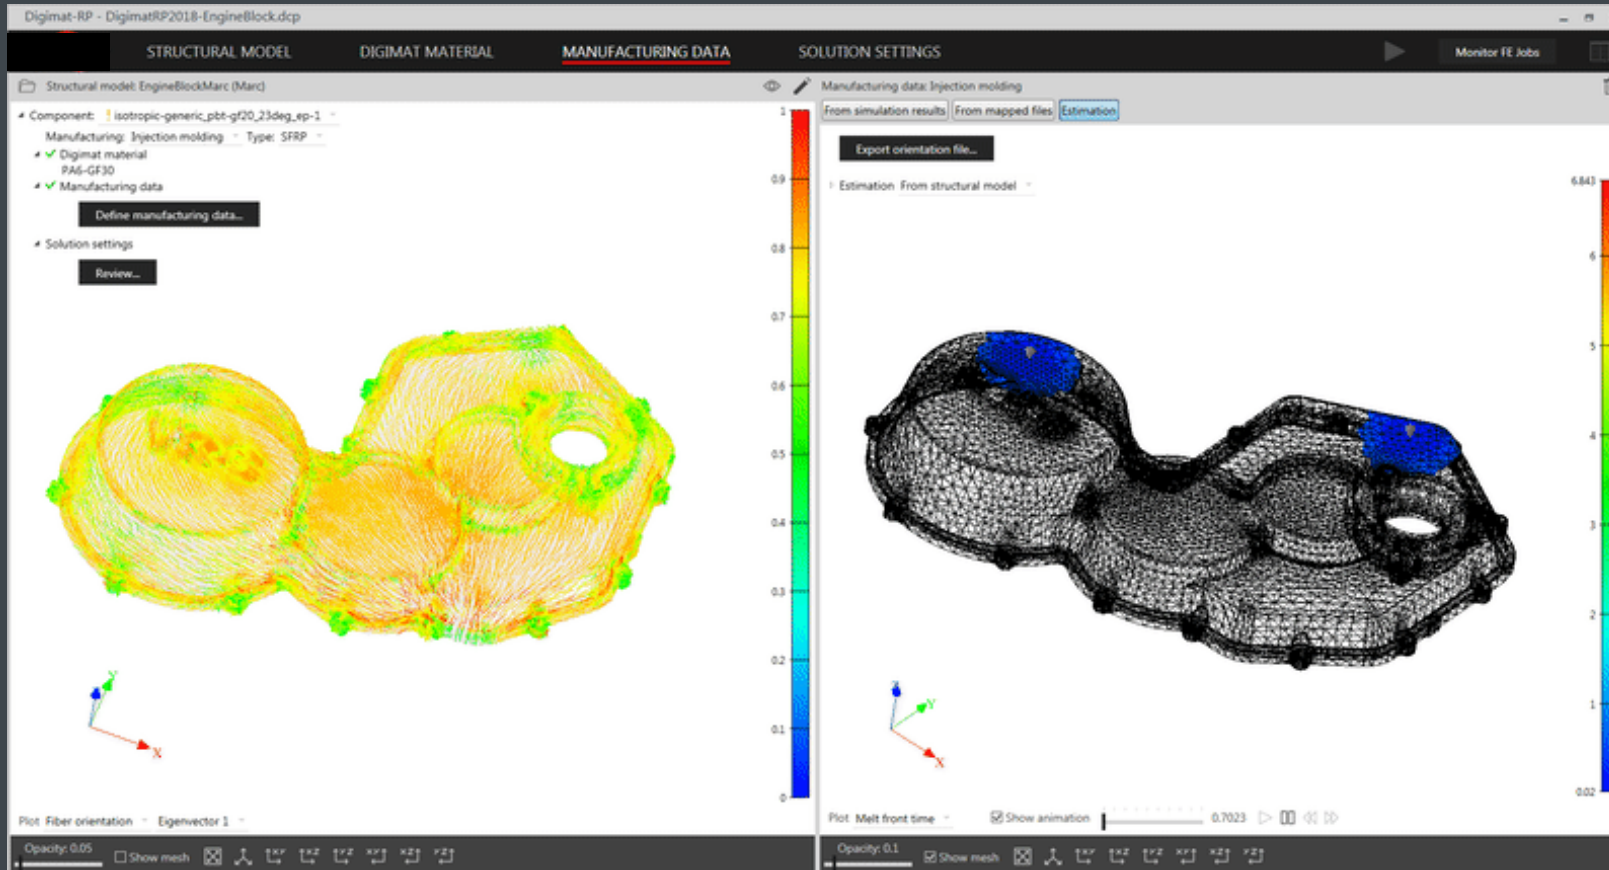 Digimat-RP - DigimatRP2018-EngineBlock.dcp
STRUCTURAL MODEL DIGIMAT MATERIAL MANUFACTURING DATA SOLUTION SETTINGS Monitor FE Jobs
Structural model: EngineBlockMarc (Marc)
Component: ! isotropic-generic_pbt-gf20_23deg_ep-1
Manufacturing: Injection molding Type: SFRP
Digimat material
PA6-GF30
Manufacturing data
Define manufacturing data...
Solution settings
Review...
1
0.9
0.8
0.7
0.6
0.5
0.4
0.3
0.2
0.1
0
Z Y
X
Plot Fiber orientation Eigenvector 1
Opacity: 0.05 Show mesh
Manufacturing data: Injection molding
From simulation results From mapped files Estimation
Export orientation file...
Estimation From structural model
6.843
6
5
4
3
2
1
0.02
Z
Y
X
Plot Melt front time Show animation 0.7023
Opacity: 0.1 Show mesh